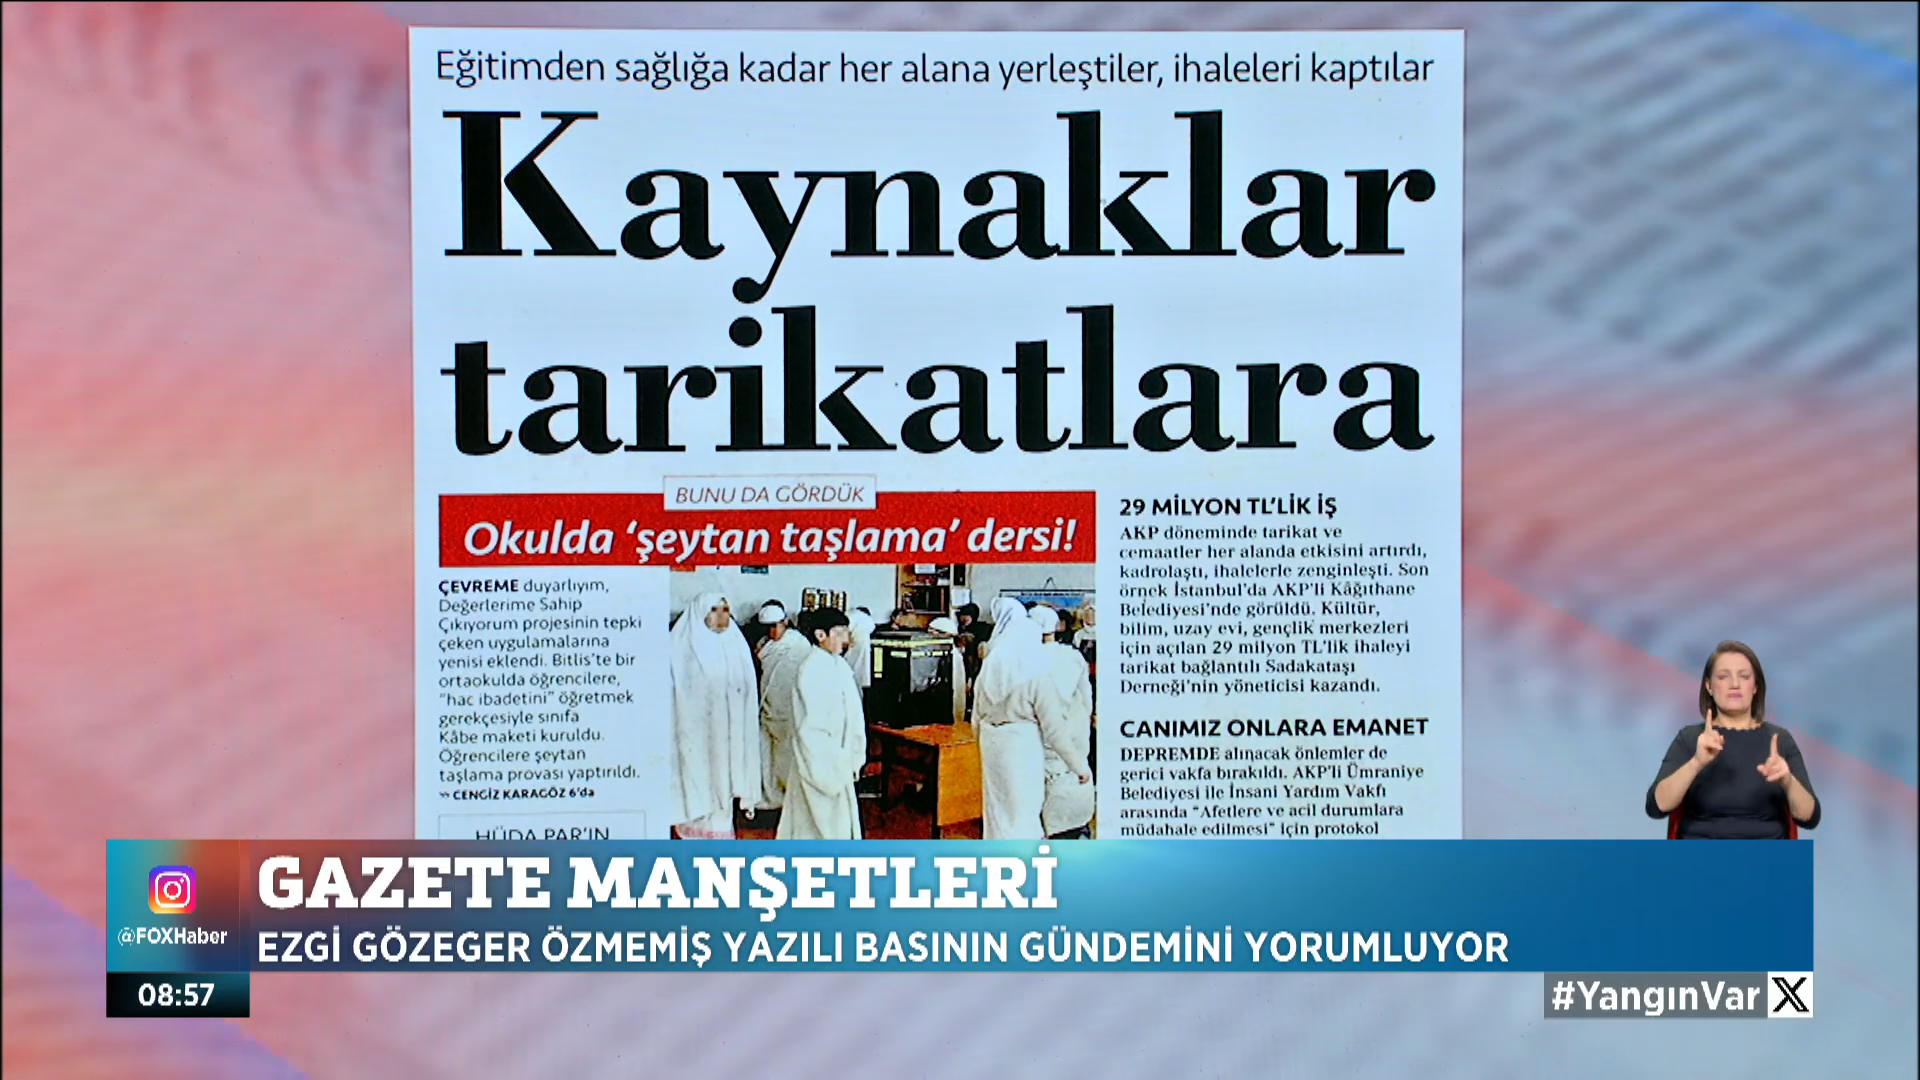 Eğitimden sağlığa kadar her alana yerleştiler, ihaleleri kaptılar
Kaynaklar
tarikatlara
BUNU DA GÖRDÜK
Okulda ‘şeytan taşlama’ dersi!
ÇEVREME duyarlıyım,
Değerlerime Sahip
Çıkıyorum projesinin tepki
çeken uygulamalarına
yenisi eklendi. Bitlis’te bir
ortaokulda öğrencilere,
“hac ibadetini” öğretmek
gerekçesiyle sınıfa
Kâbe maketi kuruldu.
Öğrencilere şeytan
taşlama provası yaptırıldı.
CENGİZ KARAGÖZ 6’da
HÜDA PAR’IN
29 MİLYON TL’LİK İŞ
AKP döneminde tarikat ve
cemaatler her alanda etkisini artırdı,
kadrolaştı, ihalelerle zenginleşti. Son
örnek İstanbul’da AKP’li Kâğıthane
Belediyesi’nde görüldü. Kültür,
bilim, uzay evi, gençlik merkezleri
için açılan 29 milyon TL’lik ihaleyi
tarikat bağlantılı Sadakataşı
Derneği’nin yöneticisi kazandı.
CANIMIZ ONLARA EMANET
DEPREMDE alınacak önlemler de
gerici vakfa bırakıldı. AKP’li Ümraniye
Belediyesi ile İnsani Yardım Vakfı
arasında “Afetlere ve acil durumlara
müdahale edilmesi” için protokol
GAZETE MANŞETLERİ
@FOXHaber
EZGİ GÖZEGER ÖZMEMİŞ YAZILI BASININ GÜNDEMİNİ YORUMLUYOR
08:57
#YangınVar X